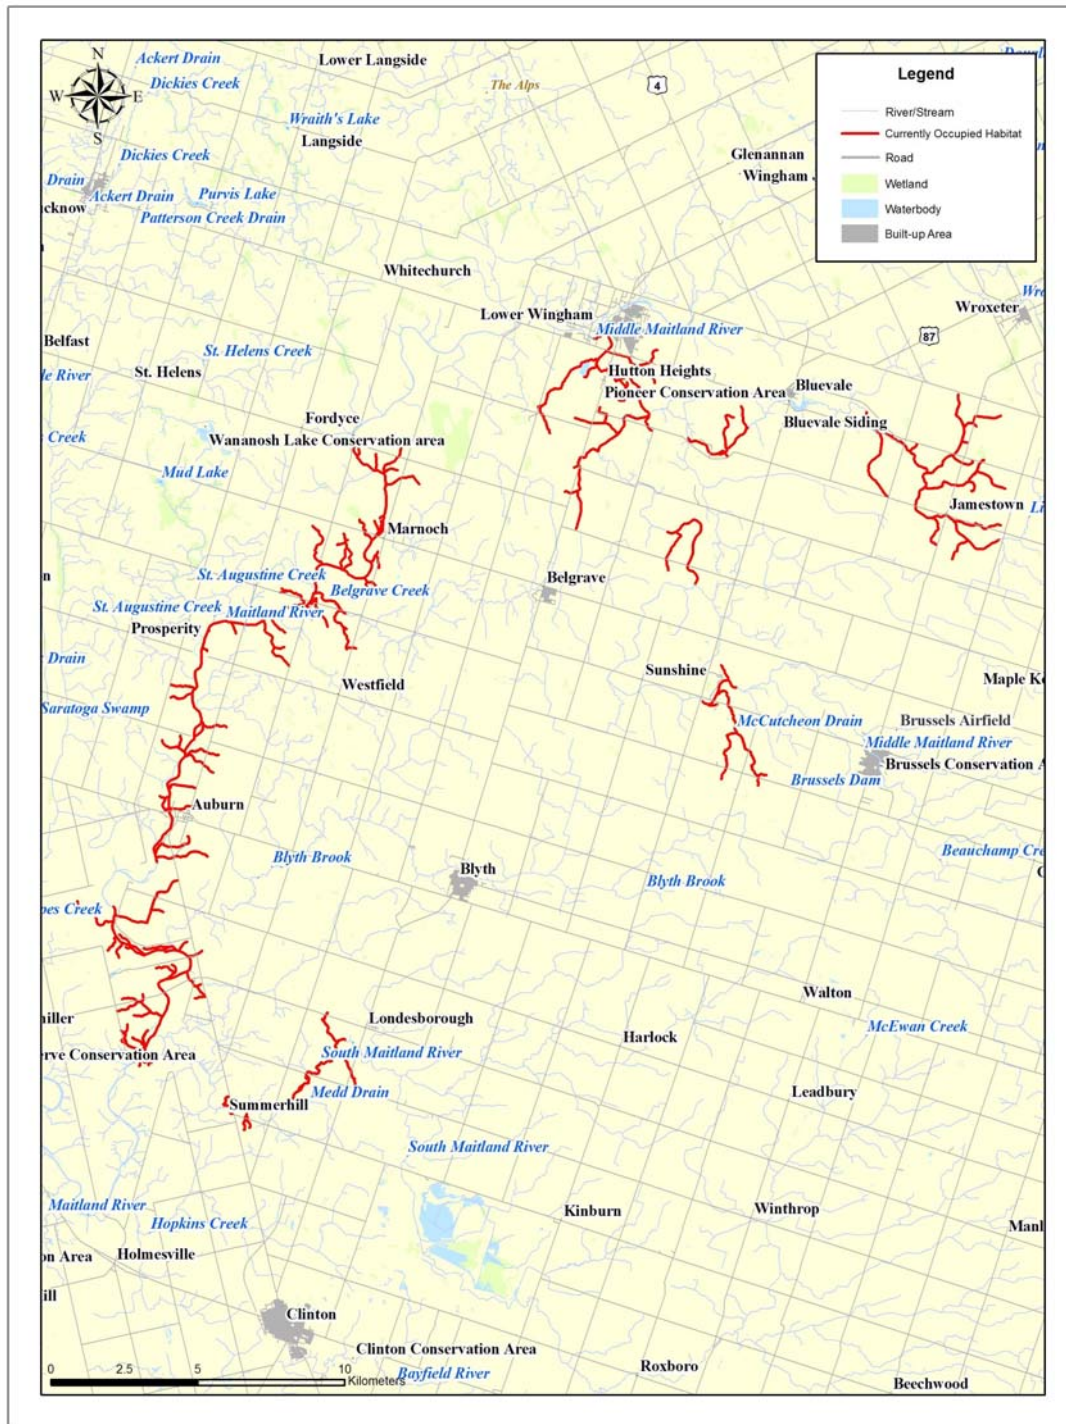 Ackert Drain
Lower Langside
Dickies Creek
The Alps
4
N
W
E
S
Wraith's Lake
Langside
Dickies Creek
Glenannan
Wingham
Drain
Ackert Drain
Purvis Lake
Patterson Creek Drain
Legend
River/Stream
Currently Occupied Habitat
Road
Wetland
Waterbody
Built-up Area
Whitechurch
Lower Wingham
Middle Maitland River
Wroxeter
87
Belfast
St. Helens Creek
St. Helens
Hutton Heights
Pioneer Conservation Area
Bluevale
Bluevale Siding
Creek
Fordyce
Wananosh Lake Conservation area
Mud Lake
Marnoch
Jamestown
St. Augustine Creek
Belgrave Creek
Belgrave
St. Augustine Creek
Maitland River
Prosperity
Drain
Westfield
Sunshine
Saratoga Swamp
McCutcheon Drain
Brussels Airfield
Middle Maitland River
Brussels Conservation A
Brussels Dam
Auburn
Blyth Brook
Blyth
Blyth Brook
Creek
Walton
McEwan Creek
Londesborough
Harlock
Conservation Area
South Maitland River
Medd Drain
Leadbury
Summerhill
South Maitland River
Maitland River
Hopkins Creek
Kinburn
Winthrop
on Area
Holmesville
Clinton
Clinton Conservation Area
Bayfield River
Roxboro
Beechwood
0 2.5 5 10
Kilometers